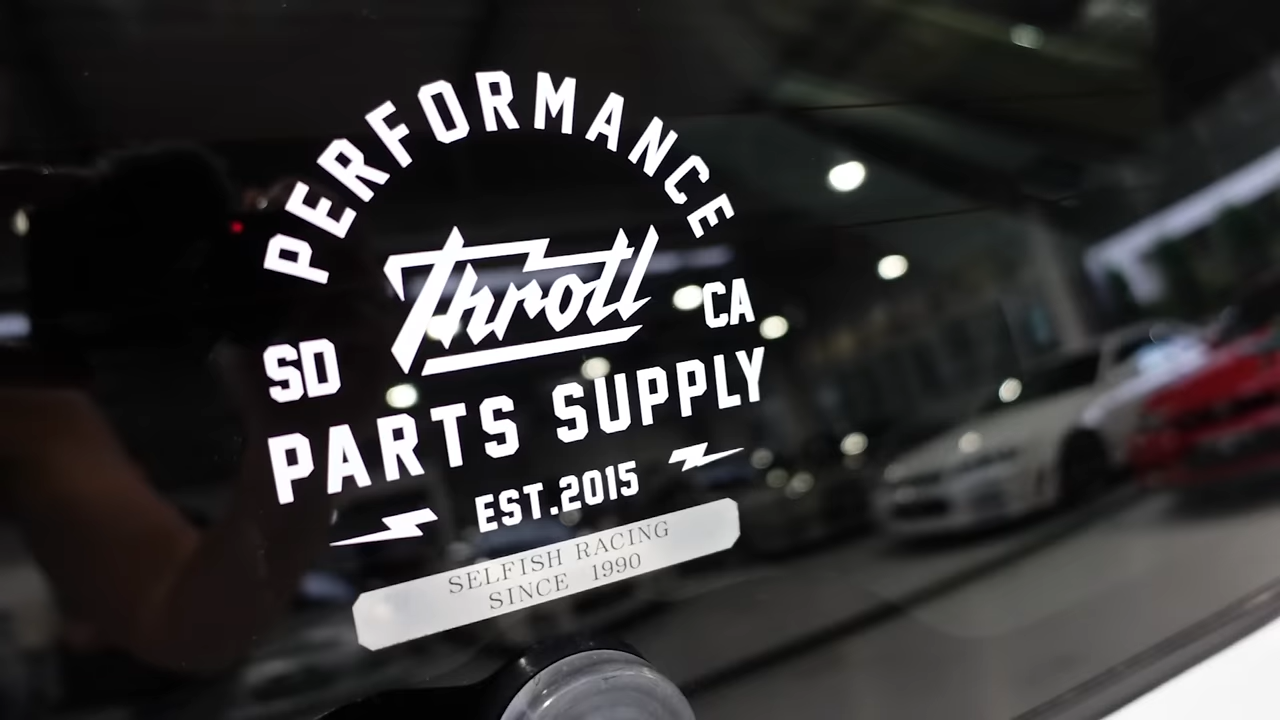 PERFORMANCE
Throtl
SD CA
PARTS SUPPLY
EST.2015
SELFISH RACING
SINCE 1990